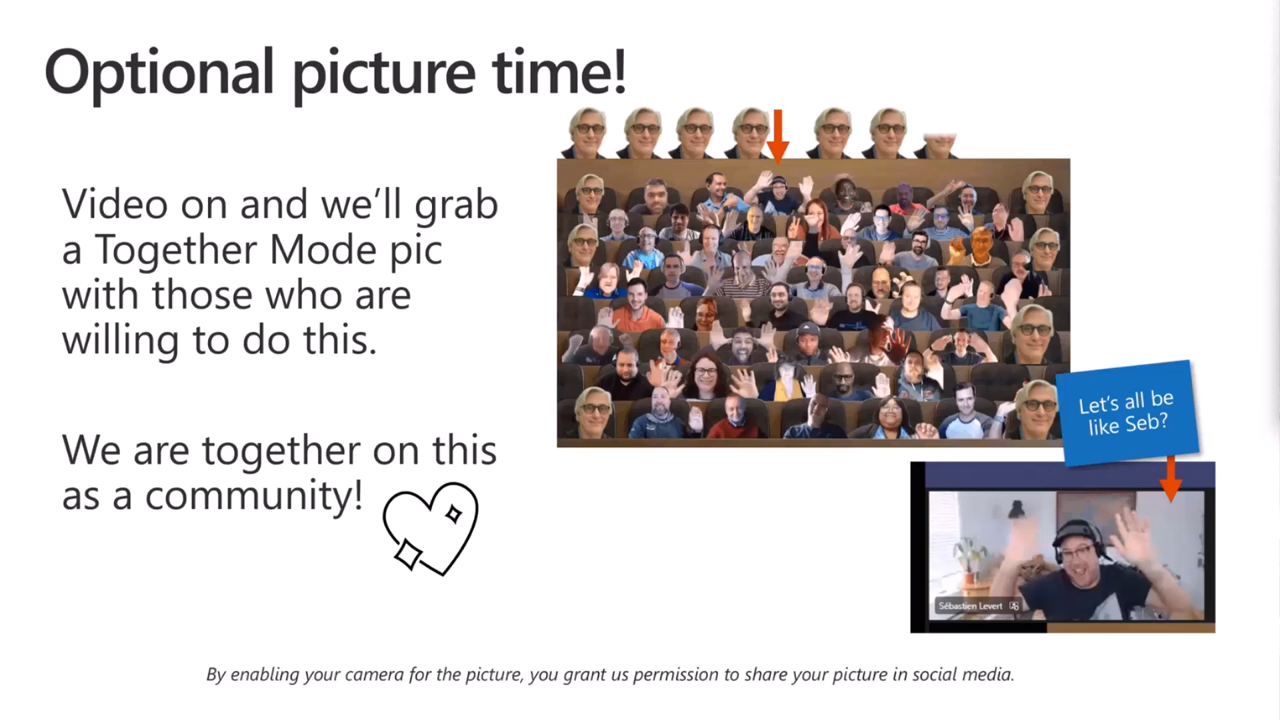 Optional picture time!
Video on and we’ll grab
a Together Mode pic
with those who are
willing to do this.
We are together on this
as a community!
Let’s all be
like Seb?
Sébastien Levert
By enabling your camera for the picture, you grant us permission to share your picture in social media.